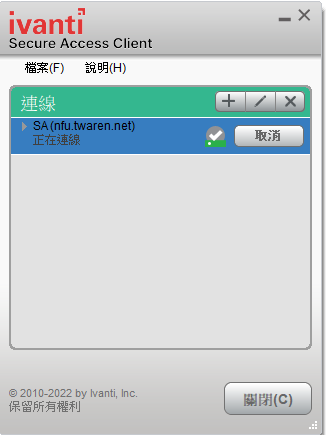 ivanti
Secure Access Client
檔案(F) 說明(H)
連線
SA (nfu.twaren.net)
正在連線
取消
© 2010-2022 by Ivanti, Inc.
保留所有權利
關閉(C)